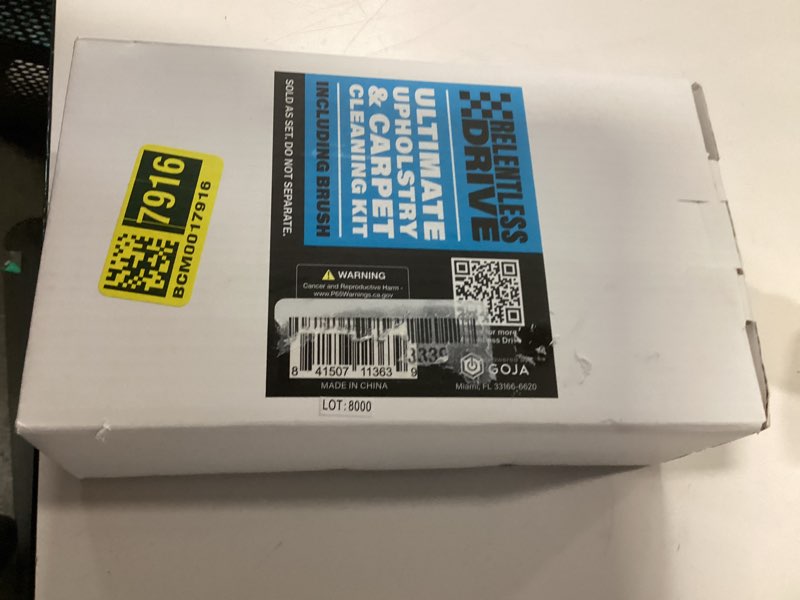 RELENTLESS
DRIVE
ULTIMATE
UPHOLSTRY
& CARPET
CLEANING KIT
INCLUDING BRUSH
SOLD AS SET. DO NOT SEPARATE.
WARNING
Cancer and Reproductive Harm -
www.P65Warnings.ca.gov
8 41507 11363 9
MADE IN CHINA
LOT: 8000
for more
GOJA
Miami, FL 33166-6620
7916
BCM0017916